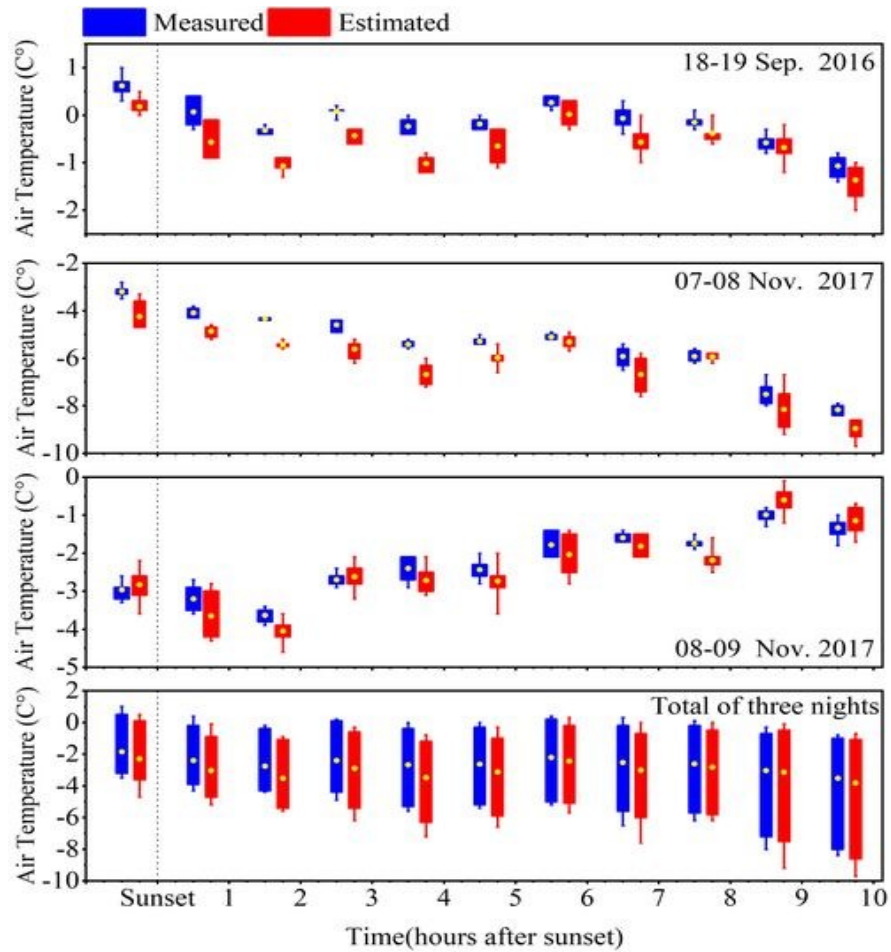 Measured Estimated
Air Temperature (C°)
1
0
-1
-2
18-19 Sep. 2016
Air Temperature (C°)
-2
-4
-6
-8
-10
07-08 Nov. 2017
Air Temperature (C°)
0
-1
-2
-3
-4
-5
08-09 Nov. 2017
Air Temperature (C°)
2
0
-2
-4
-6
-8
-10
Total of three nights
Sunset 1 2 3 4 5 6 7 8 9 10
Time(hours after sunset)